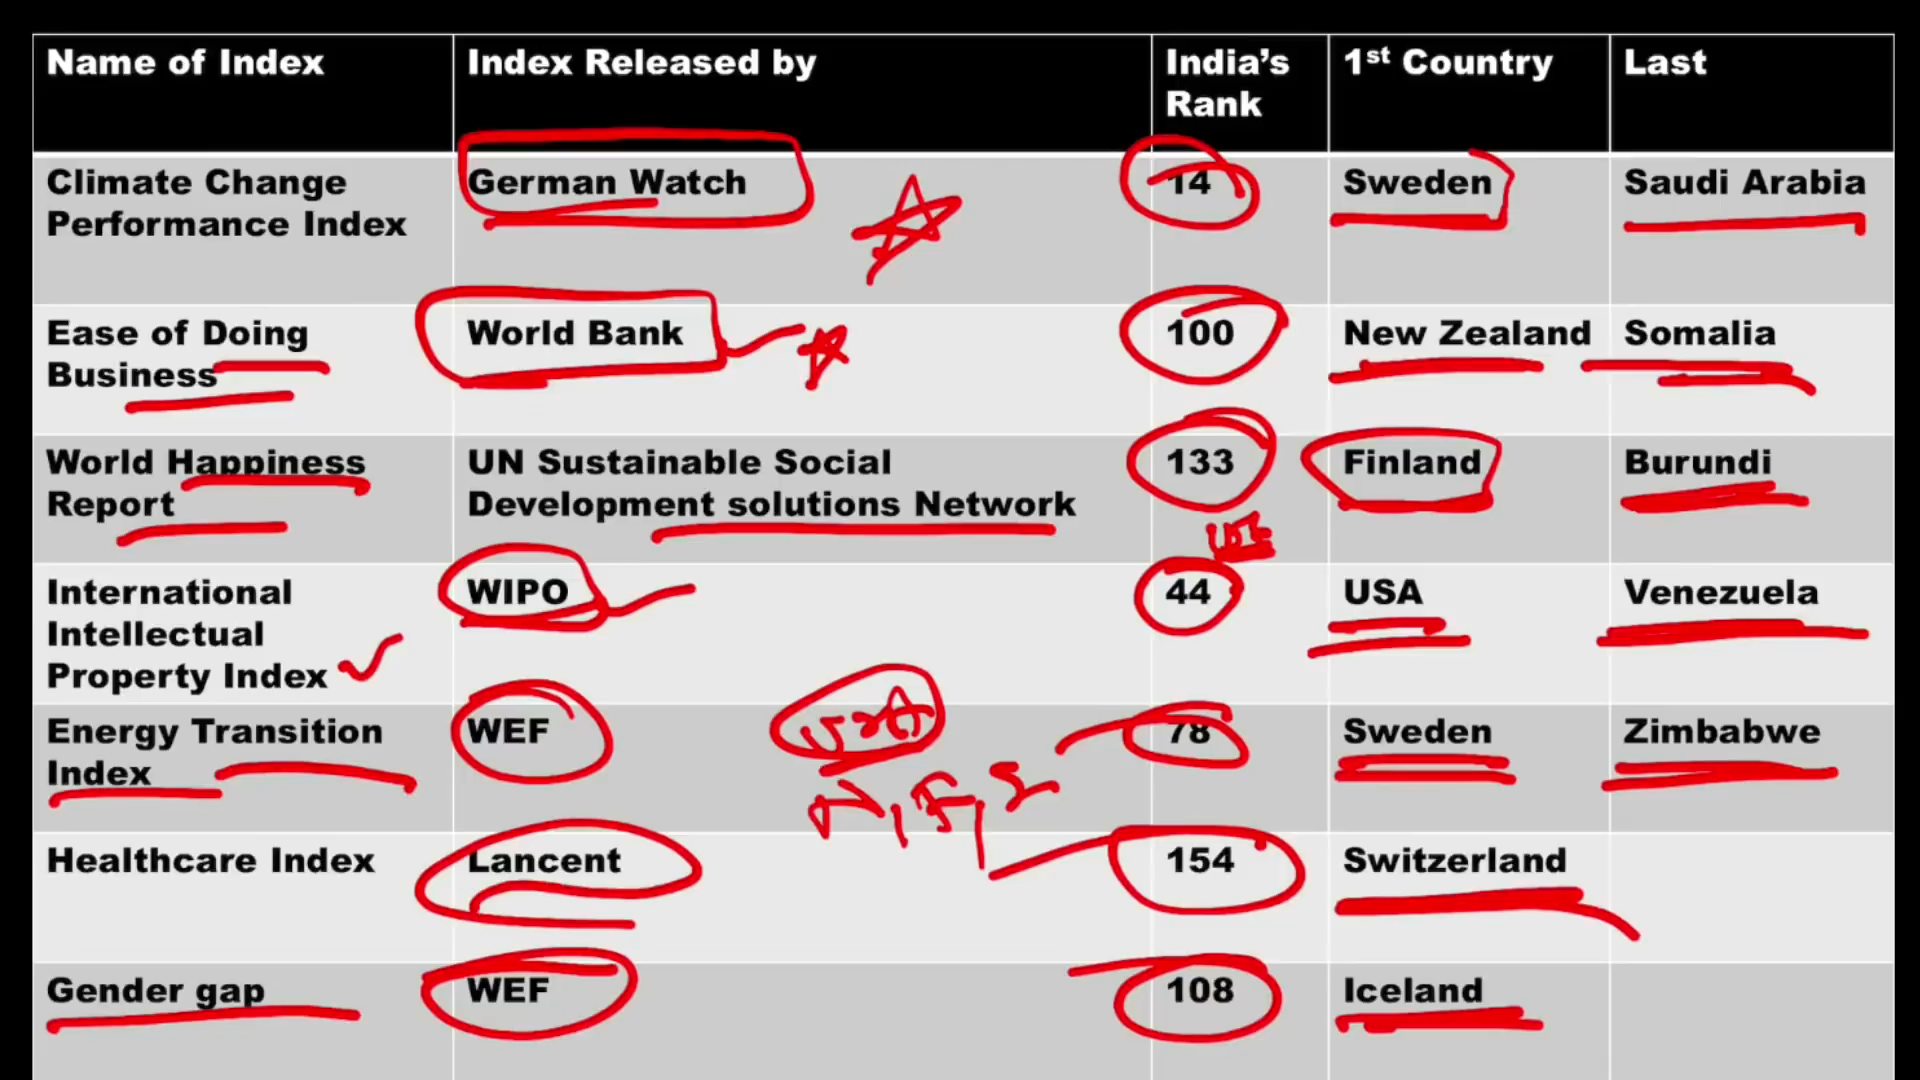 Name of Index
Index Released by
India's
Rank
1st Country
Last
Climate Change
Performance Index
German Watch
14
Sweden
Saudi Arabia
Ease of Doing
Business
World Bank
100
New Zealand
Somalia
World Happiness
Report
UN Sustainable Social
Development solutions Network
133
Finland
Burundi
International
Intellectual
Property Index
WIPO
44
USA
Venezuela
Energy Transition
Index
WEF
78
Sweden
Zimbabwe
N, F, S
Healthcare Index
Lancent
154
Switzerland
Gender gap
WEF
108
Iceland